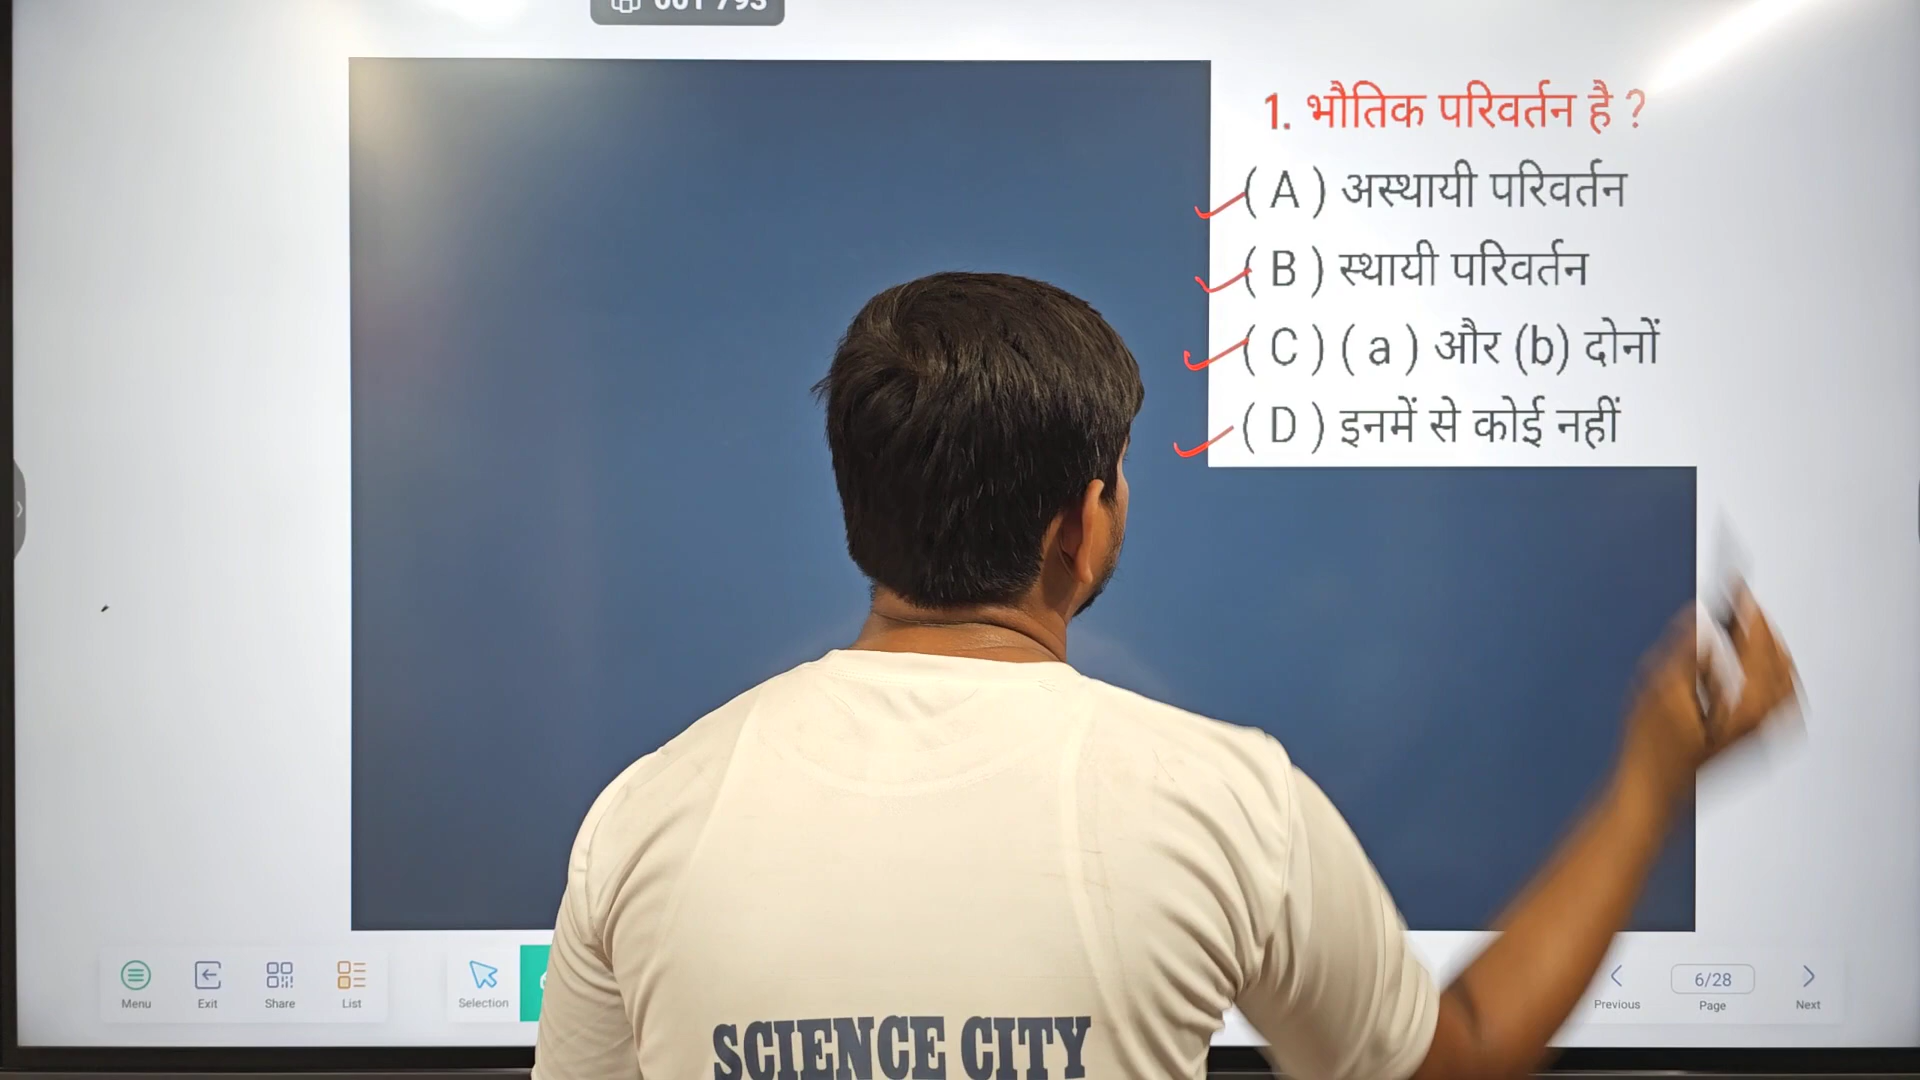 1. भौतिक परिवर्तन है ?
( A ) अस्थायी परिवर्तन
( B ) स्थायी परिवर्तन
( C ) ( a ) और (b) दोनों
( D ) इनमें से कोई नहीं
Menu
Exit
Share
List
Selection
Previous
6/28
Page
Next
SCIENCE CITY